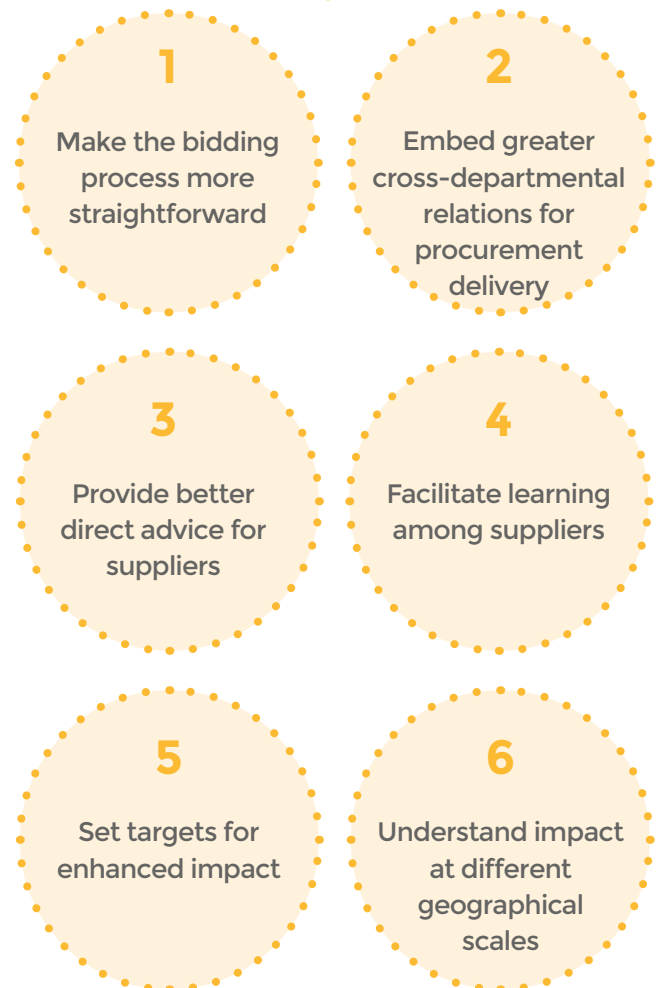 1
Make the bidding
process more
straightforward
2
Embed greater
cross-departmental
relations for
procurement
delivery
3
Provide better
direct advice for
suppliers
4
Facilitate learning
among suppliers
5
Set targets for
enhanced impact
6
Understand impact
at different
geographical
scales